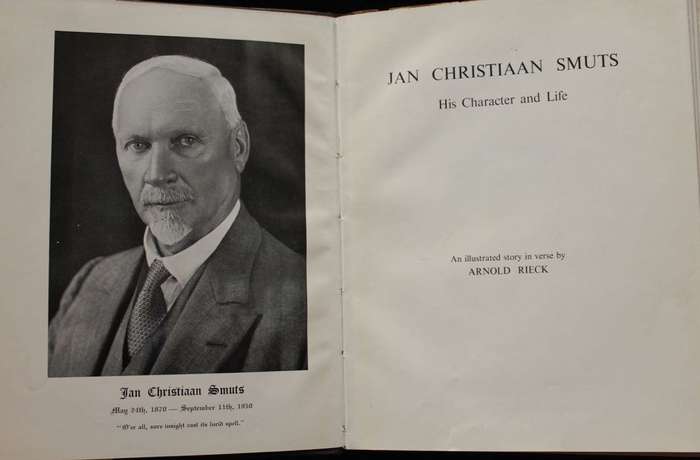 Jan Christiaan Smuts
May 24th, 1870 — September 11th, 1950
"O'er all, sure insight cast its lucid spell."
JAN CHRISTIAAN SMUTS
His Character and Life
An illustrated story in verse by
ARNOLD RIECK